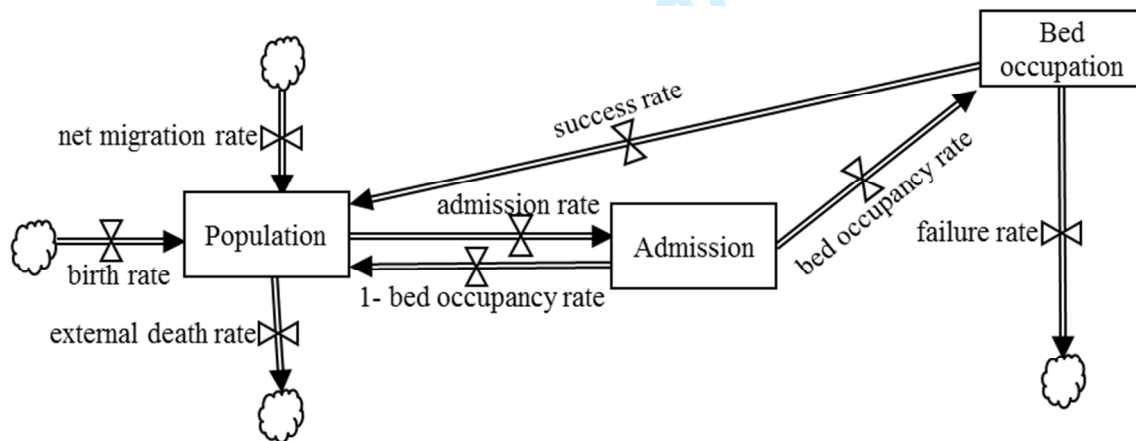 Bed
occupation
success rate
net migration rate
bed occupancy rate
admission rate
Population
Admission
failure rate
birth rate
1- bed occupancy rate
external death rate